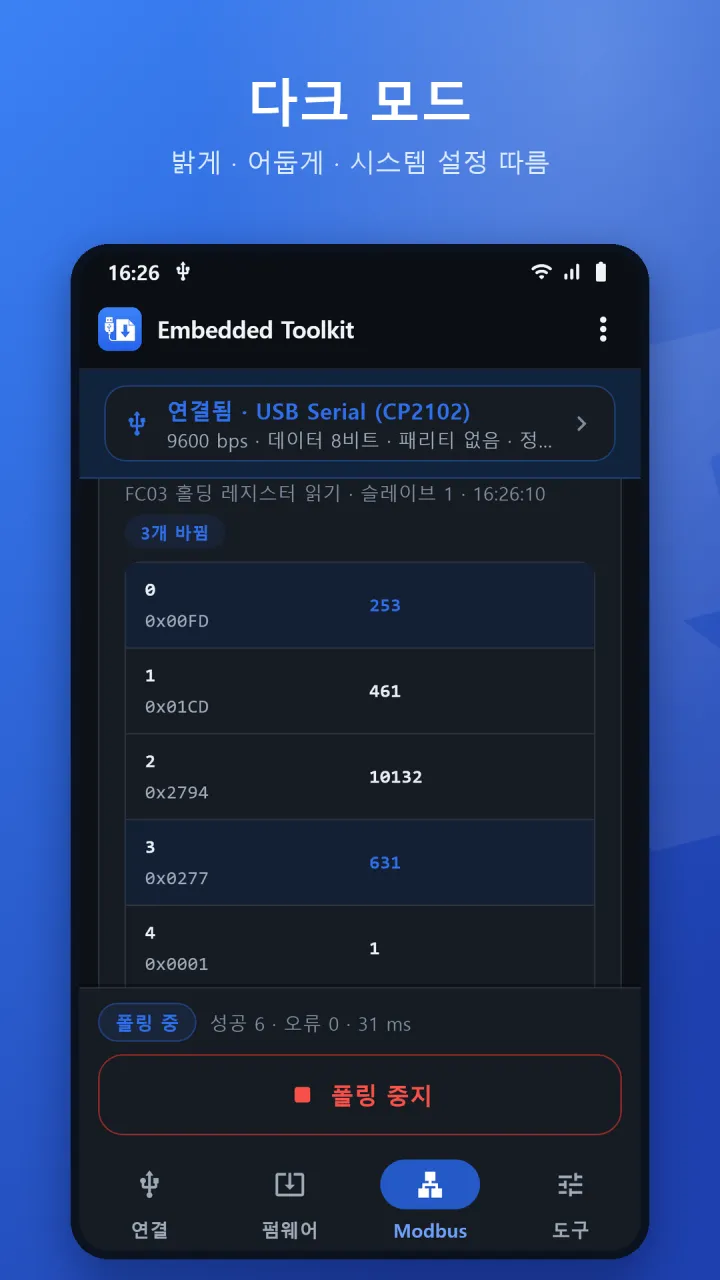 다크 모드
밝게 · 어둡게 · 시스템 설정 따름
16:26
Embedded Toolkit
연결됨 · USB Serial (CP2102)
9600 bps · 데이터 8비트 · 패리티 없음 · 정...
FC03 홀딩 레지스터 읽기 · 슬레이브 1 · 16:26:10
3개 바뀜
0
0x00FD
253
1
0x01CD
461
2
0x2794
10132
3
0x0277
631
4
0x0001
1
폴링 중 성공 6 · 오류 0 · 31 ms
폴링 중지
연결 펌웨어 Modbus 도구